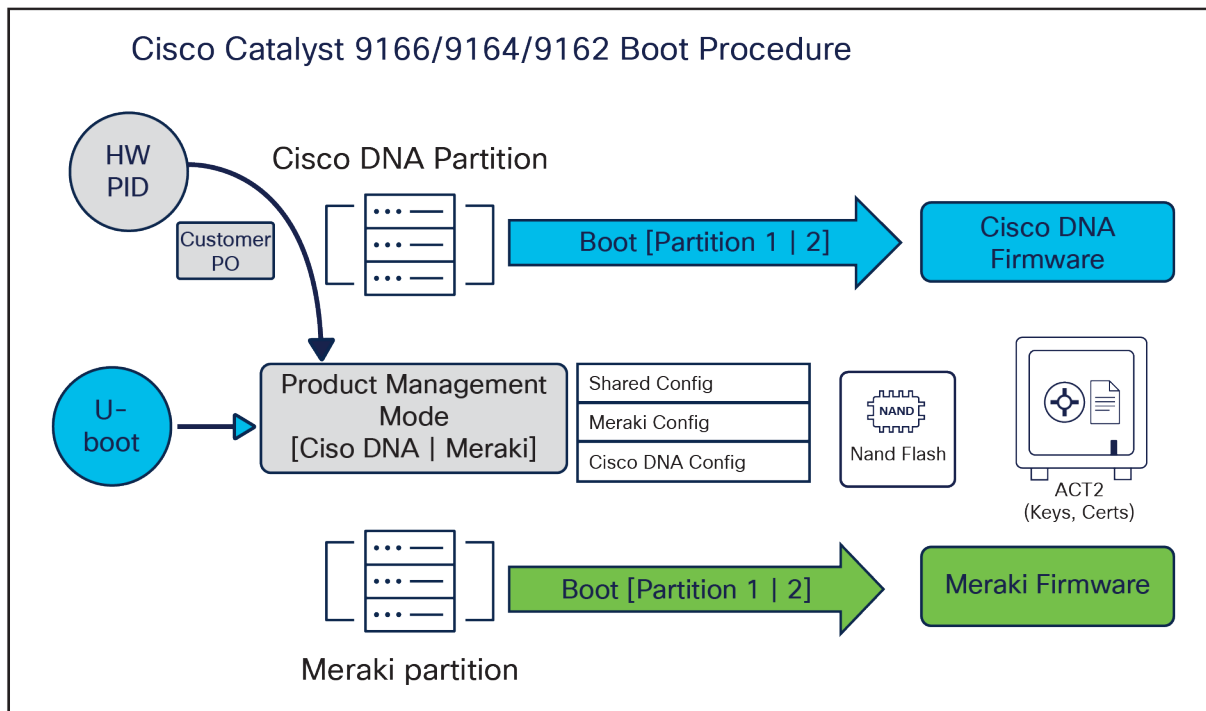 Cisco Catalyst 9166/9164/9162 Boot Procedure
HW
PID
Customer
PO
Cisco DNA Partition
Boot [Partition 1 | 2]
Cisco DNA
Firmware
U-
boot
Product Management
Mode
[Ciso DNA | Meraki]
Shared Config
Meraki Config
Cisco DNA Config
NAND
Nand Flash
ACT2
(Keys, Certs)
Boot [Partition 1 | 2]
Meraki Firmware
Meraki partition